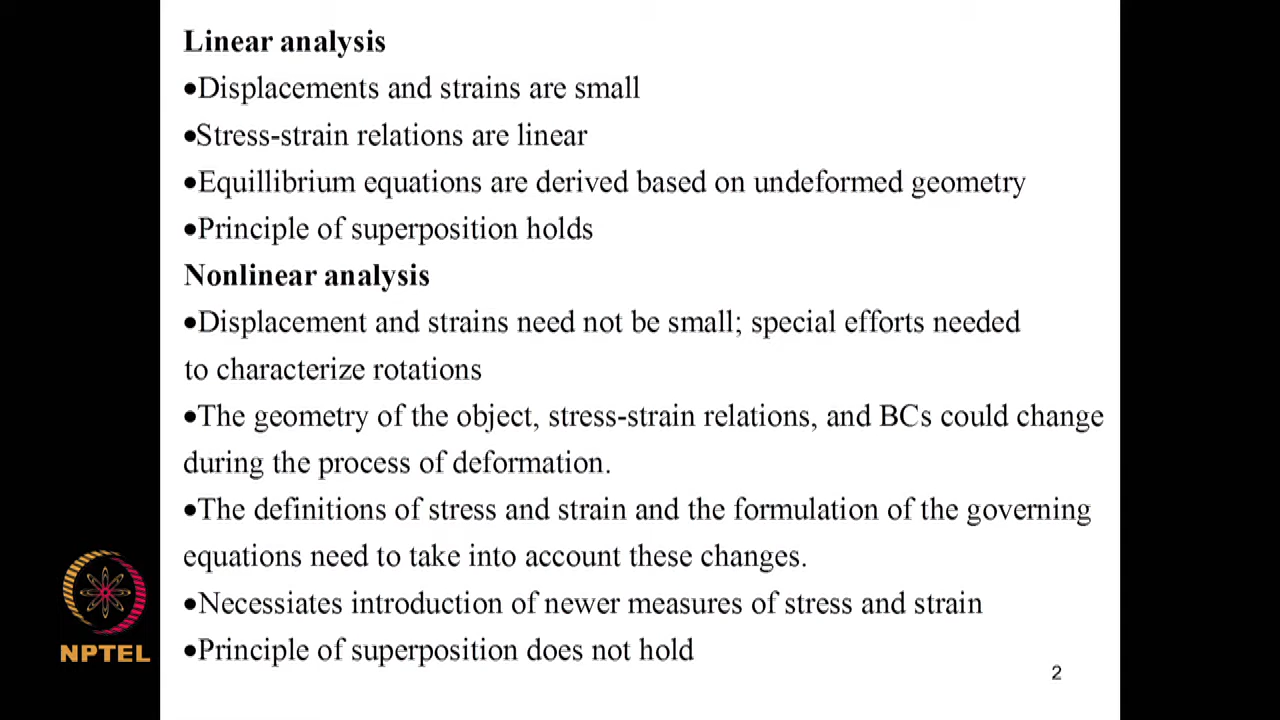 Linear analysis
•Displacements and strains are small
•Stress-strain relations are linear
•Equillibrium equations are derived based on undeformed geometry
•Principle of superposition holds
Nonlinear analysis
•Displacement and strains need not be small; special efforts needed
to characterize rotations
•The geometry of the object, stress-strain relations, and BCs could change
during the process of deformation.
•The definitions of stress and strain and the formulation of the governing
equations need to take into account these changes.
•Necessiates introduction of newer measures of stress and strain
•Principle of superposition does not hold
NPTEL
2